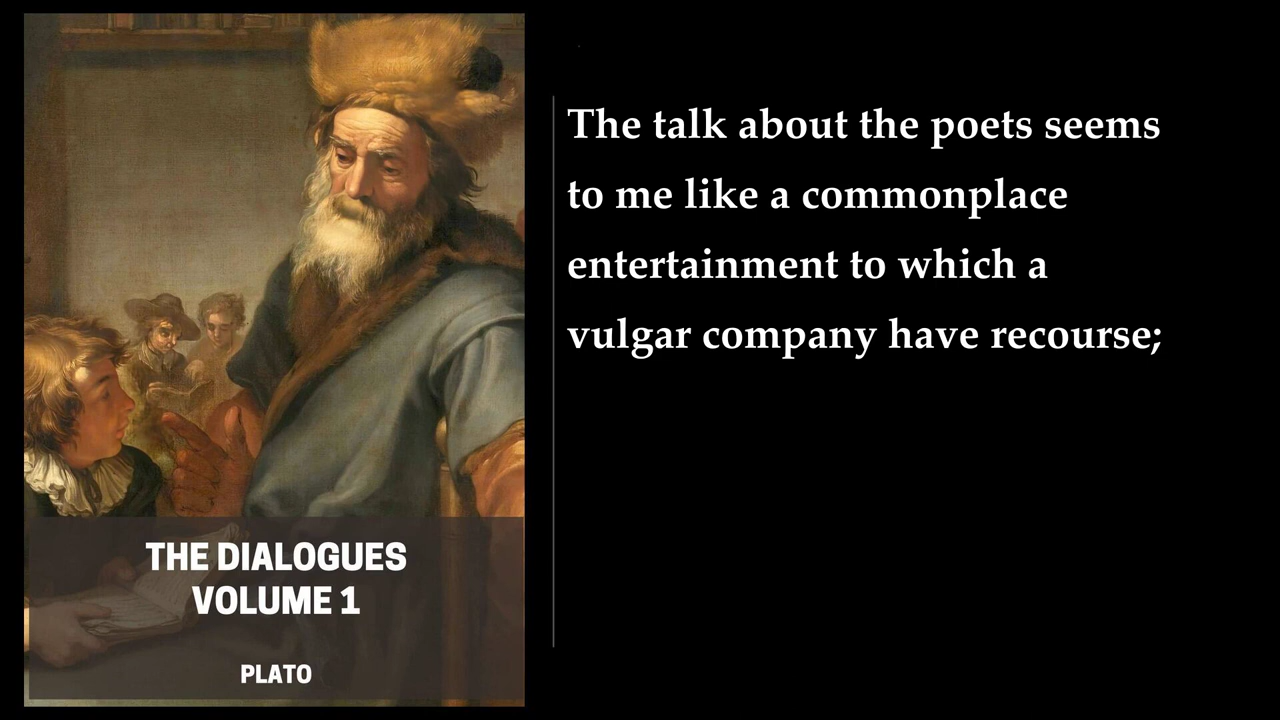 The talk about the poets seems
to me like a commonplace
entertainment to which a
vulgar company have recourse;
THE DIALOGUES
VOLUME 1
PLATO